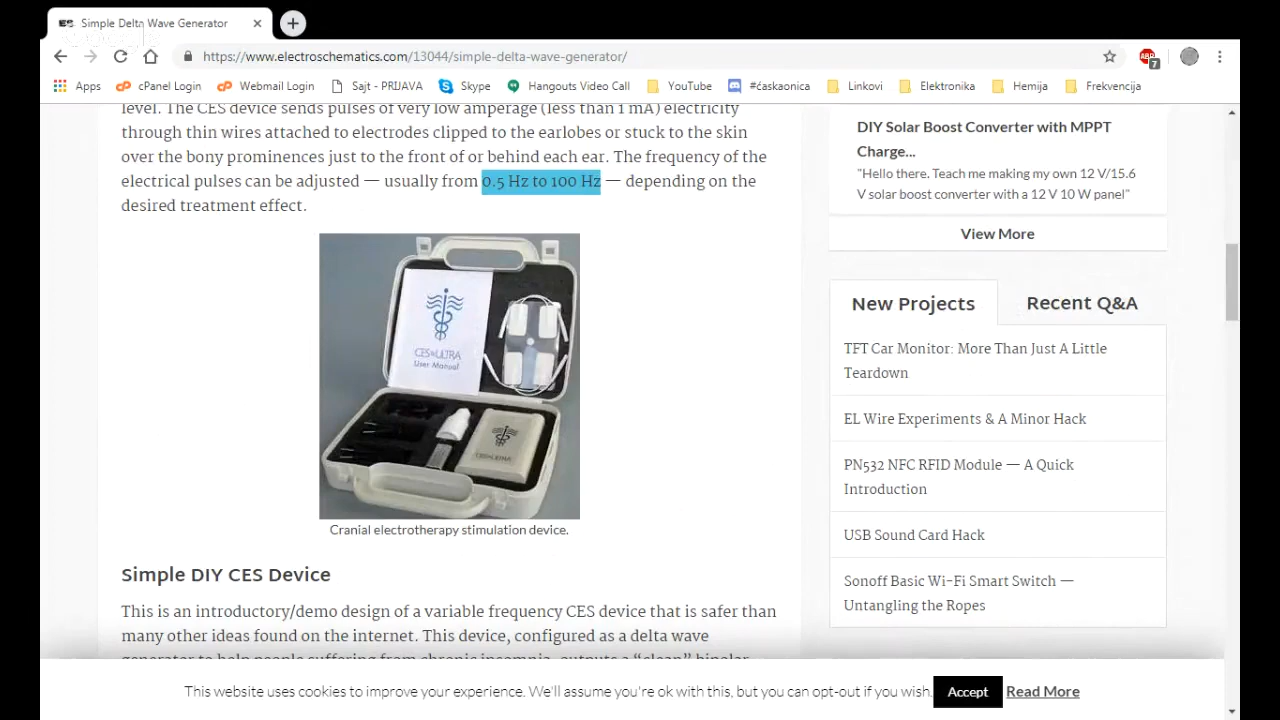 Simple Delta Wave Generator
https://www.electroschematics.com/13044/simple-delta-wave-generator/
7
Apps cPanel Login Webmail Login Sajt - PRIJAVA Skype Hangouts Video Call YouTube #ćaskaonica Linkovi Elektronika Hemija Frekvencija
level. The CES device sends pulses of very low amperage (less than 1 mA) electricity
through thin wires attached to electrodes clipped to the earlobes or stuck to the skin
over the bony prominences just to the front of or behind each ear. The frequency of the
electrical pulses can be adjusted — usually from 0.5 Hz to 100 Hz — depending on the
desired treatment effect.
CES ULTRA
User Manual
Cranial electrotherapy stimulation device.
Simple DIY CES Device
This is an introductory/demo design of a variable frequency CES device that is safer than
many other ideas found on the internet. This device, configured as a delta wave
generator to help people suffering from chronic insomnia, outputs a “clean” bipolar
DIY Solar Boost Converter with MPPT
Charge...
"Hello there. Teach me making my own 12 V/15.6
V solar boost converter with a 12 V 10 W panel"
View More
New Projects
Recent Q&A
TFT Car Monitor: More Than Just A Little
Teardown
EL Wire Experiments & A Minor Hack
PN532 NFC RFID Module — A Quick
Introduction
USB Sound Card Hack
Sonoff Basic Wi-Fi Smart Switch —
Untangling the Ropes
This website uses cookies to improve your experience. We'll assume you're ok with this, but you can opt-out if you wish. Accept Read More